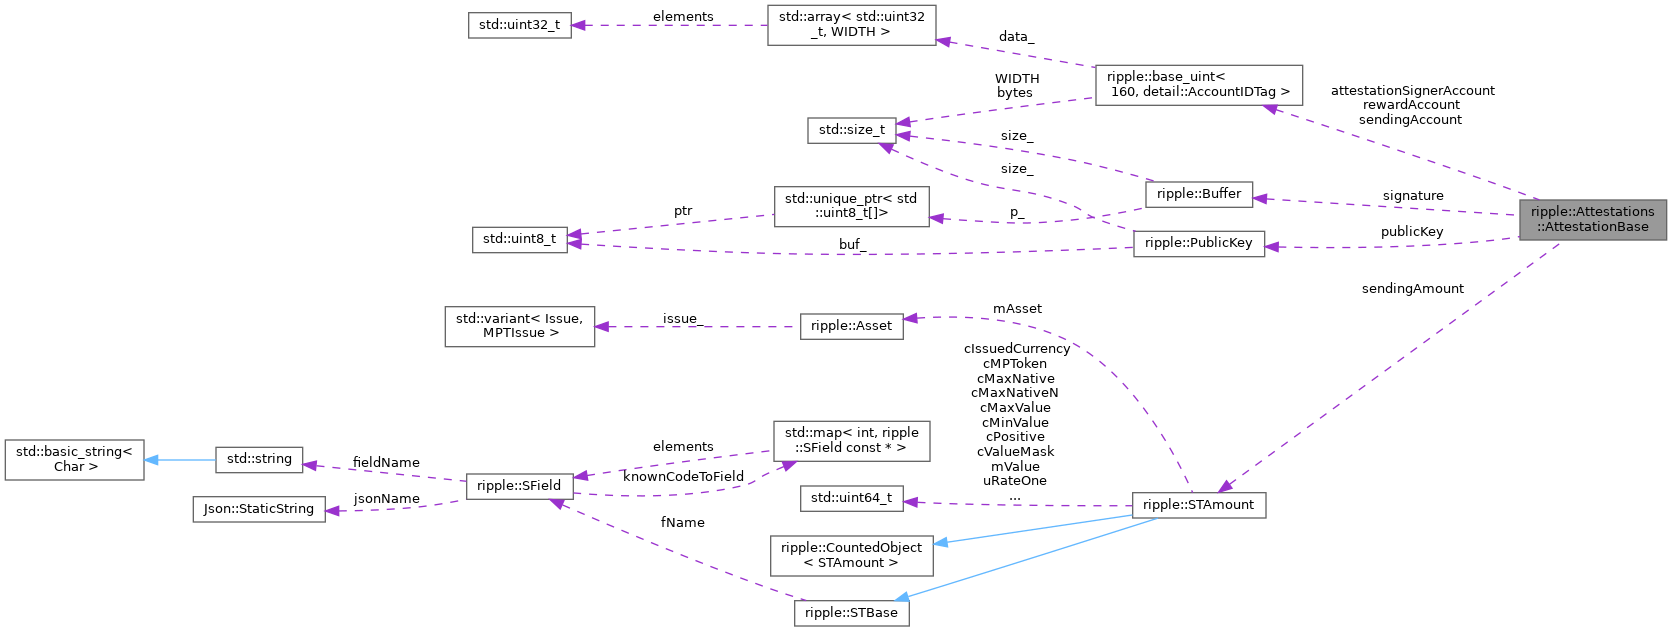 elements
std::uint32_t
std::array< std::uint32
_t, WIDTH >
data_
ripple::base_uint<
160, detail::AccountIDTag >
WIDTH
bytes
attestationSignerAccount
rewardAccount
sendingAccount
std::size_t
size_
size_
ripple::Buffer
signature
std::unique_ptr< std
::uint8_t[]>
ptr
p_
ripple::Attestations
::AttestationBase
std::uint8_t
buf_
ripple::PublicKey
publicKey
sendingAmount
std::variant< Issue,
MPTIssue >
issue_
ripple::Asset
mAsset
cIssuedCurrency
cMPToken
cMaxNative
cMaxNativeN
cMaxValue
cMinValue
cPositive
cValueMask
mValue
uRateOne
...
std::map< int, ripple
::SField const * >
elements
knownCodeToField
std::basic_string<
Char >
std::string
fieldName
ripple::SField
Json::StaticString
jsonName
std::uint64_t
ripple::STAmount
fName
ripple::CountedObject
< STAmount >
ripple::STBase